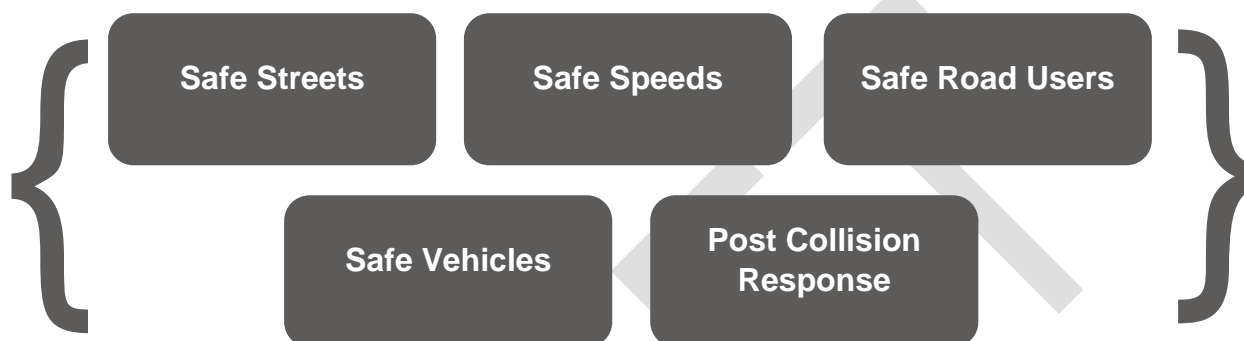 Safe Streets
Safe Speeds
Safe Road Users
Safe Vehicles
Post Collision
Response